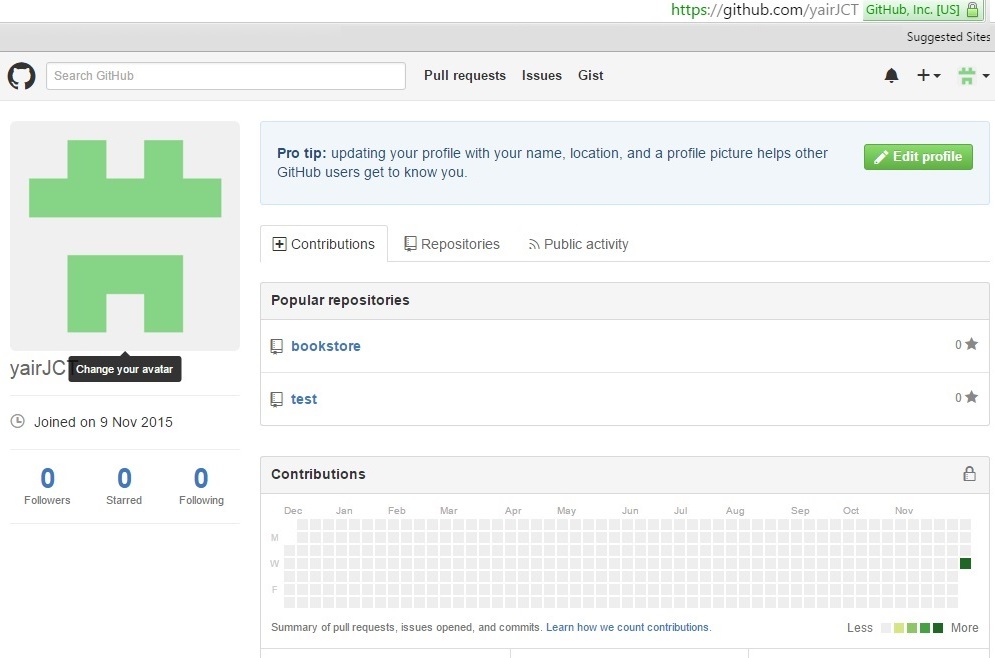 https://github.com/yairJCT GitHub, Inc. [US]
Suggested Sites
Search GitHub Pull requests Issues Gist
Pro tip: updating your profile with your name, location, and a profile picture helps other
GitHub users get to know you.
Edit profile
Contributions Repositories Public activity
Popular repositories
bookstore 0
test 0
yairJCT
Change your avatar
Joined on 9 Nov 2015
0 0 0
Followers Starred Following
Contributions
Dec Jan Feb Mar Apr May Jun Jul Aug Sep Oct Nov
M
W
F
Summary of pull requests, issues opened, and commits. Learn how we count contributions.
Less More